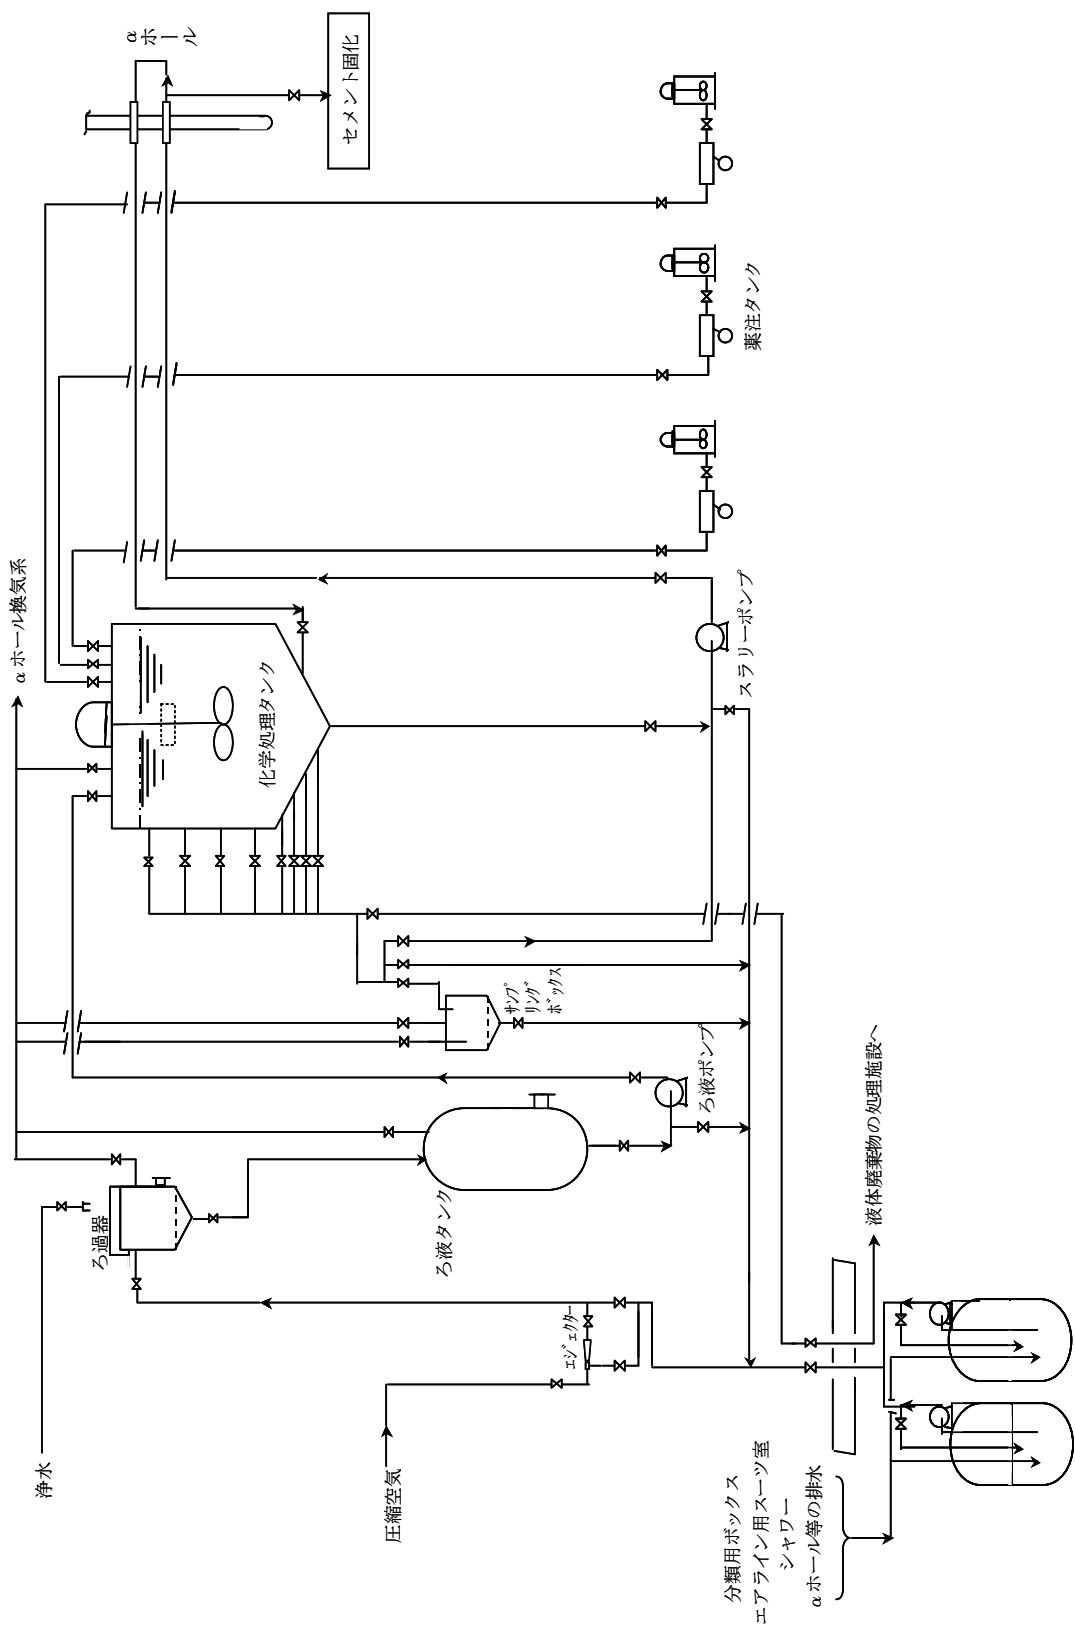 浄水
圧縮空気
分類用ボックス
エアライン用スーツ室
シャワー
αホール等の排水
ろ過器
エジェクター
ろ液タンク
液体廃棄物の処理施設へ
ろ液ポンプ
サンプ
リング
ボックス
αホール換気系
化学処理タンク
スラリーポンプ
薬注タンク
αホール
セメント固化